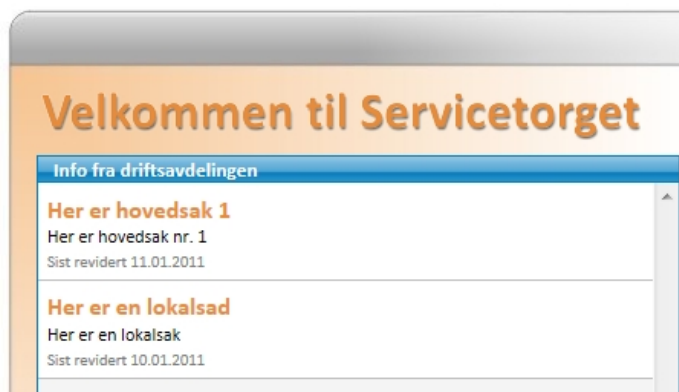 Velkommen til Servicetorget
Info fra driftsavdelingen
Her er hovedsak 1
Her er hovedsak nr. 1
Sist revidert 11.01.2011
Her er en lokalsad
Her er en lokalsak
Sist revidert 10.01.2011